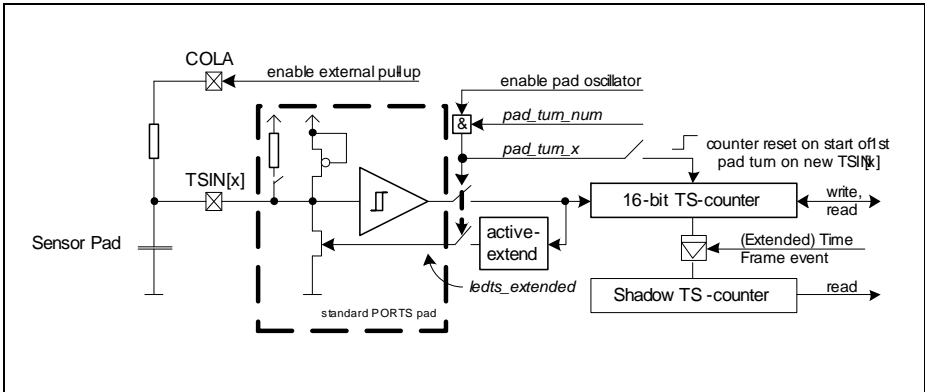 COLA
enable external pullup
enable pad oscillator
&
pad_turn_num
pad_turn_x
counter reset on start of 1st
pad turn on new TSIN[x]
TSIN[x]
16-bit TS-counter
write,
read
Sensor Pad
active-
extend
(Extended) Time
Frame event
ledts_extended
Shadow TS -counter
read
standard PORTS pad